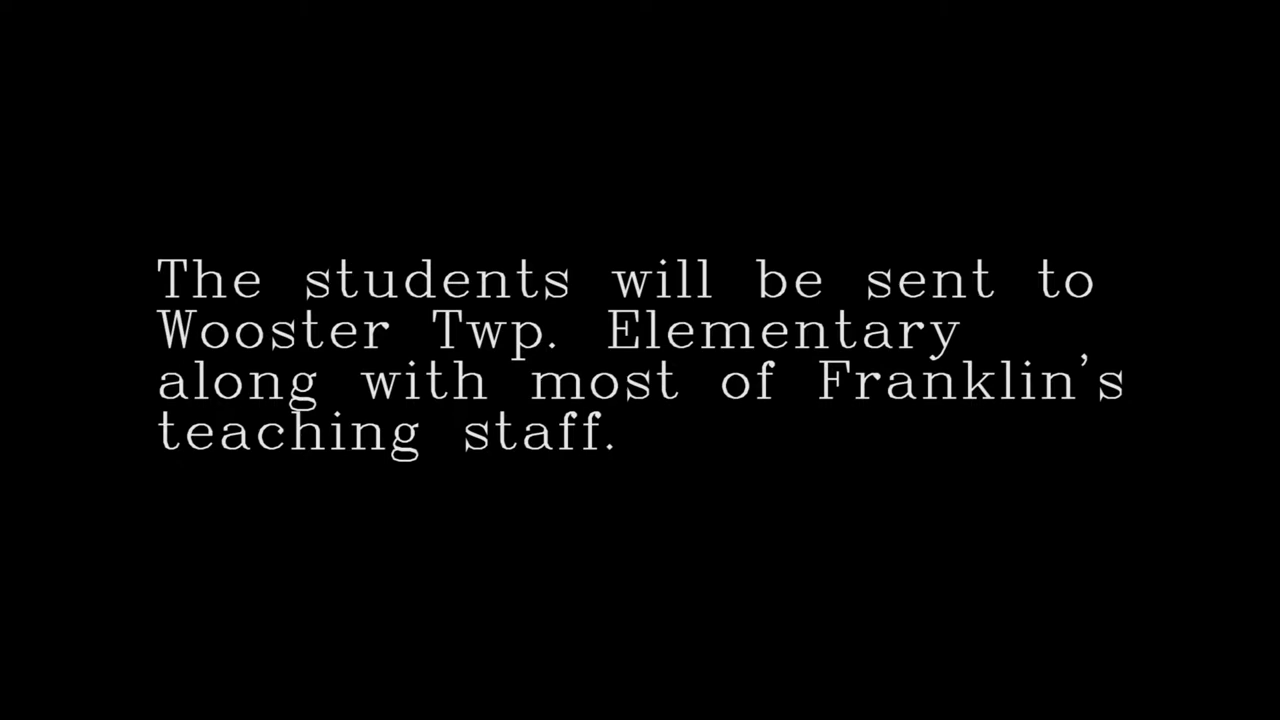 The students will be sent to
Wooster Twp. Elementary
along with most of Franklin's
teaching staff.